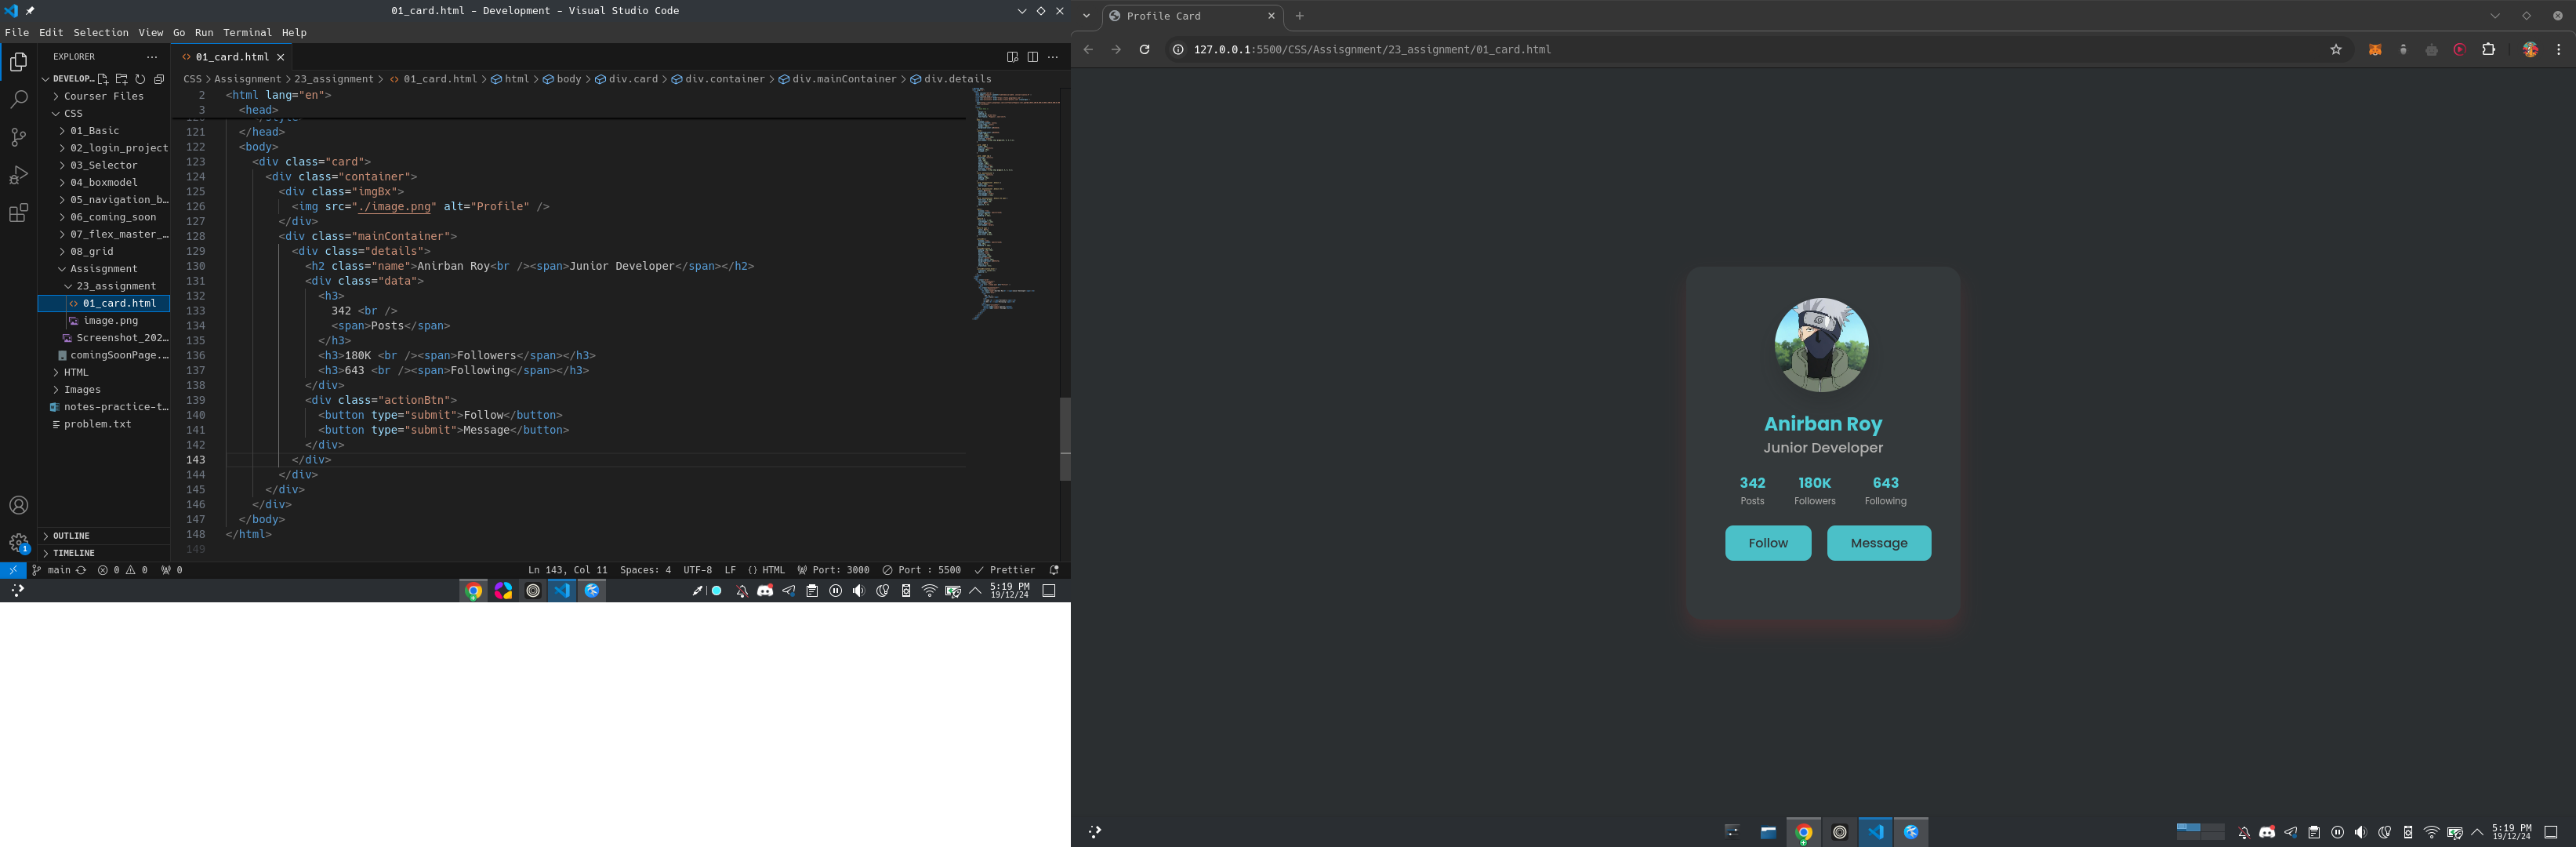 01_card.html - Development - Visual Studio Code
File Edit Selection View Go Run Terminal Help
EXPLORER
DEVELOP...
Courser Files
CSS
01_Basic
02_login_project
03_Selector
04_boxmodel
05_navigation_b...
06_coming_soon
07_flex_master_...
08_grid
Assisgnment
23_assignment
01_card.html
image.png
Screenshot_202...
comingSoonPage....
HTML
Images
notes-practice-t...
problem.txt
OUTLINE
TIMELINE
01_card.html
CSS > Assisgnment > 23_assignment > 01_card.html > html > body > div.card > div.container > div.mainContainer > div.details
2 <html lang="en">
3 <head>
121 </head>
122 <body>
123 <div class="card">
124 <div class="container">
125 <div class="imgBx">
126 <img src="./image.png" alt="Profile" />
127 </div>
128 <div class="mainContainer">
129 <div class="details">
130 <h2 class="name">Anirban Roy<br /><span>Junior Developer</span></h2>
131 <div class="data">
132 <h3>
133 342 <br />
134 <span>Posts</span>
135 </h3>
136 <h3>180K <br /><span>Followers</span></h3>
137 <h3>643 <br /><span>Following</span></h3>
138 </div>
139 <div class="actionBtn">
140 <button type="submit">Follow</button>
141 <button type="submit">Message</button>
142 </div>
143 </div>
144 </div>
145 </div>
146 </div>
147 </body>
148 </html>
149
1
main 0 0 0 Ln 143, Col 11 Spaces: 4 UTF-8 LF {} HTML Port: 3000 Port : 5500 Prettier
5:19 PM
19/12/24
Profile Card
127.0.0.1:5500/CSS/Assisgnment/23_assignment/01_card.html
Anirban Roy
Junior Developer
342 180K 643
Posts Followers Following
Follow Message
5:19 PM
19/12/24